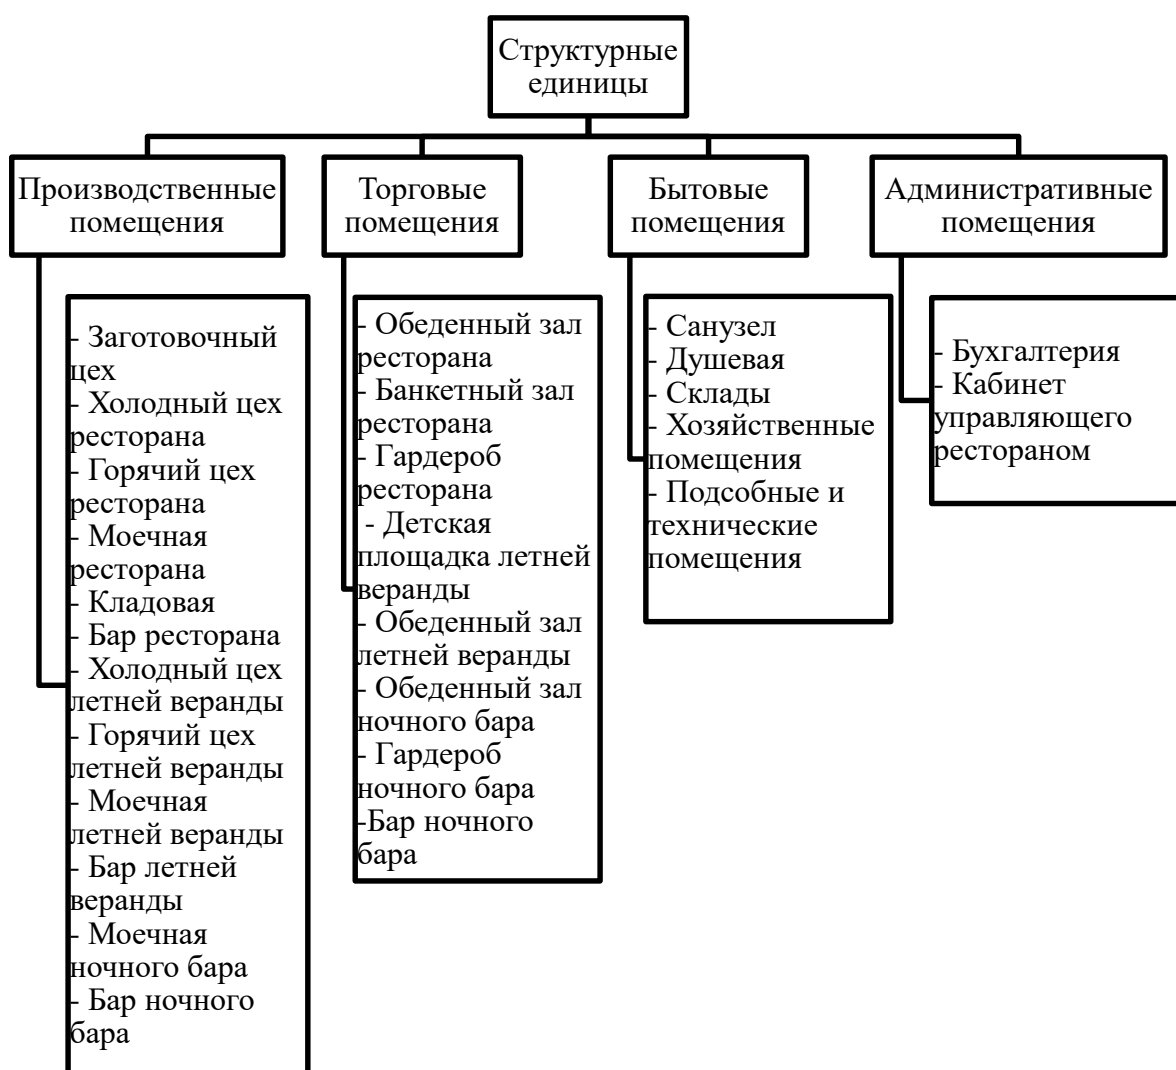 Структурные
единицы
Производственные
помещения
Торговые
помещения
Бытовые
помещения
Административные
помещения
- Заготовочный
цех
- Холодный цех
ресторана
- Горячий цех
ресторана
- Моечная
ресторана
- Кладовая
- Бар ресторана
- Холодный цех
летней веранды
- Горячий цех
летней веранды
- Моечная
летней веранды
- Бар летней
веранды
- Моечная
ночного бара
- Бар ночного
бара
- Обеденный зал
ресторана
- Банкетный зал
ресторана
- Гардероб
ресторана
- Детская
площадка летней
веранды
- Обеденный зал
летней веранды
- Обеденный зал
ночного бара
- Гардероб
ночного бара
-Бар ночного
бара
- Санузел
- Душевая
- Склады
- Хозяйственные
помещения
- Подсобные и
технические
помещения
- Бухгалтерия
- Кабинет
управляющего
рестораном